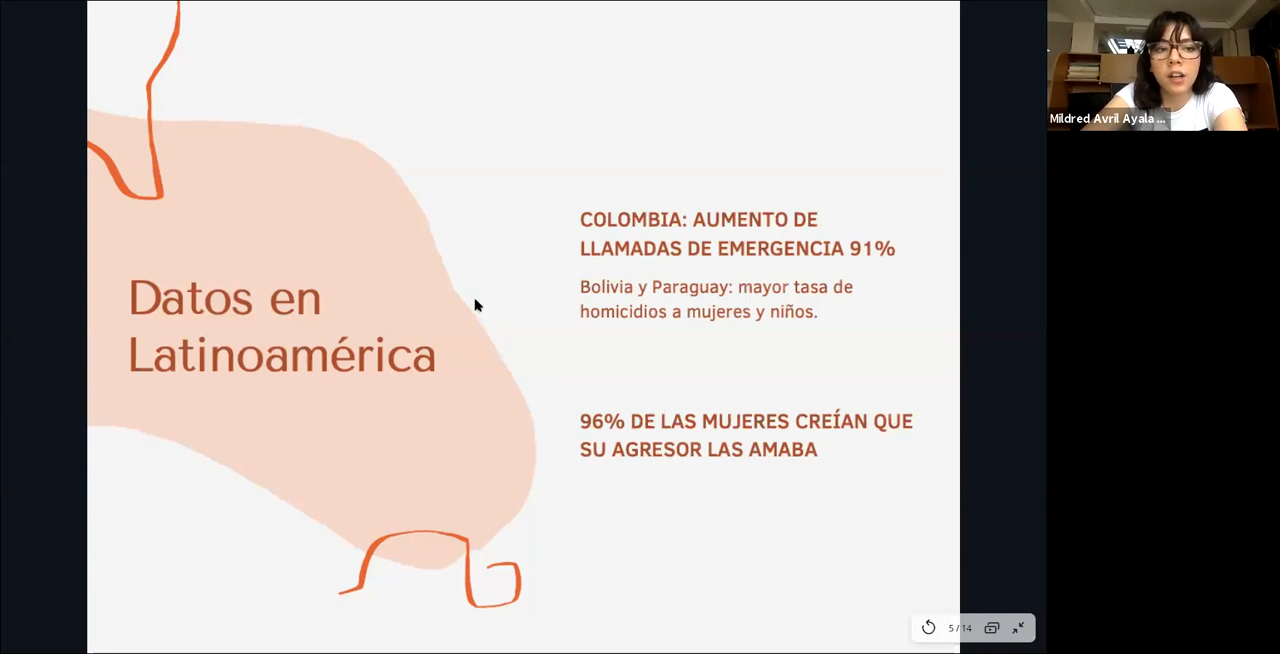 Datos en
Latinoamérica
COLOMBIA: AUMENTO DE
LLAMADAS DE EMERGENCIA 91%
Bolivia y Paraguay: mayor tasa de
homicidios a mujeres y niños.
96% DE LAS MUJERES CREÍAN QUE
SU AGRESOR LAS AMABA
Mildred Avril Ayala ...
5 / 14